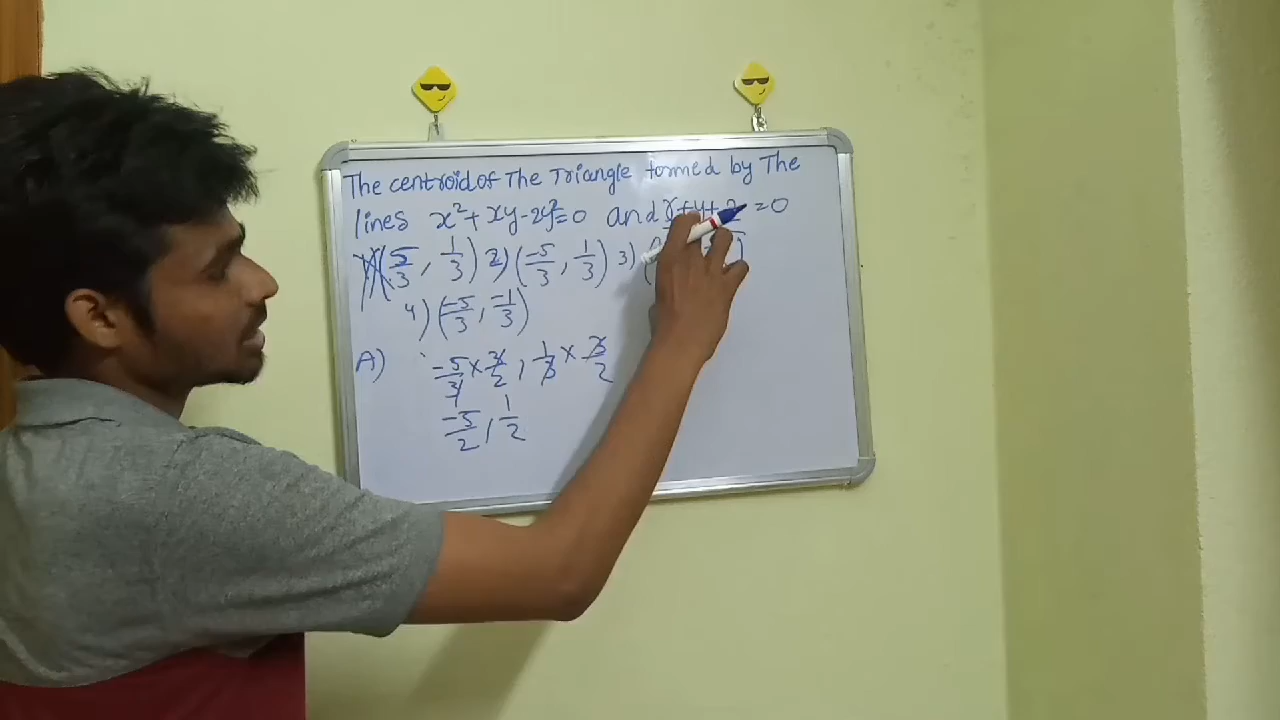 The centroid of The Triangle formed by The
lines x²+xy-2y²=0 and x+y+2=0
1) (5/3, 1/3) 2) (-5/3, 1/3) 3) (
4) (-5/3, -1/3)
A) -5/3 × 3/2, 1/3 × 3/2
-5/2, 1/2